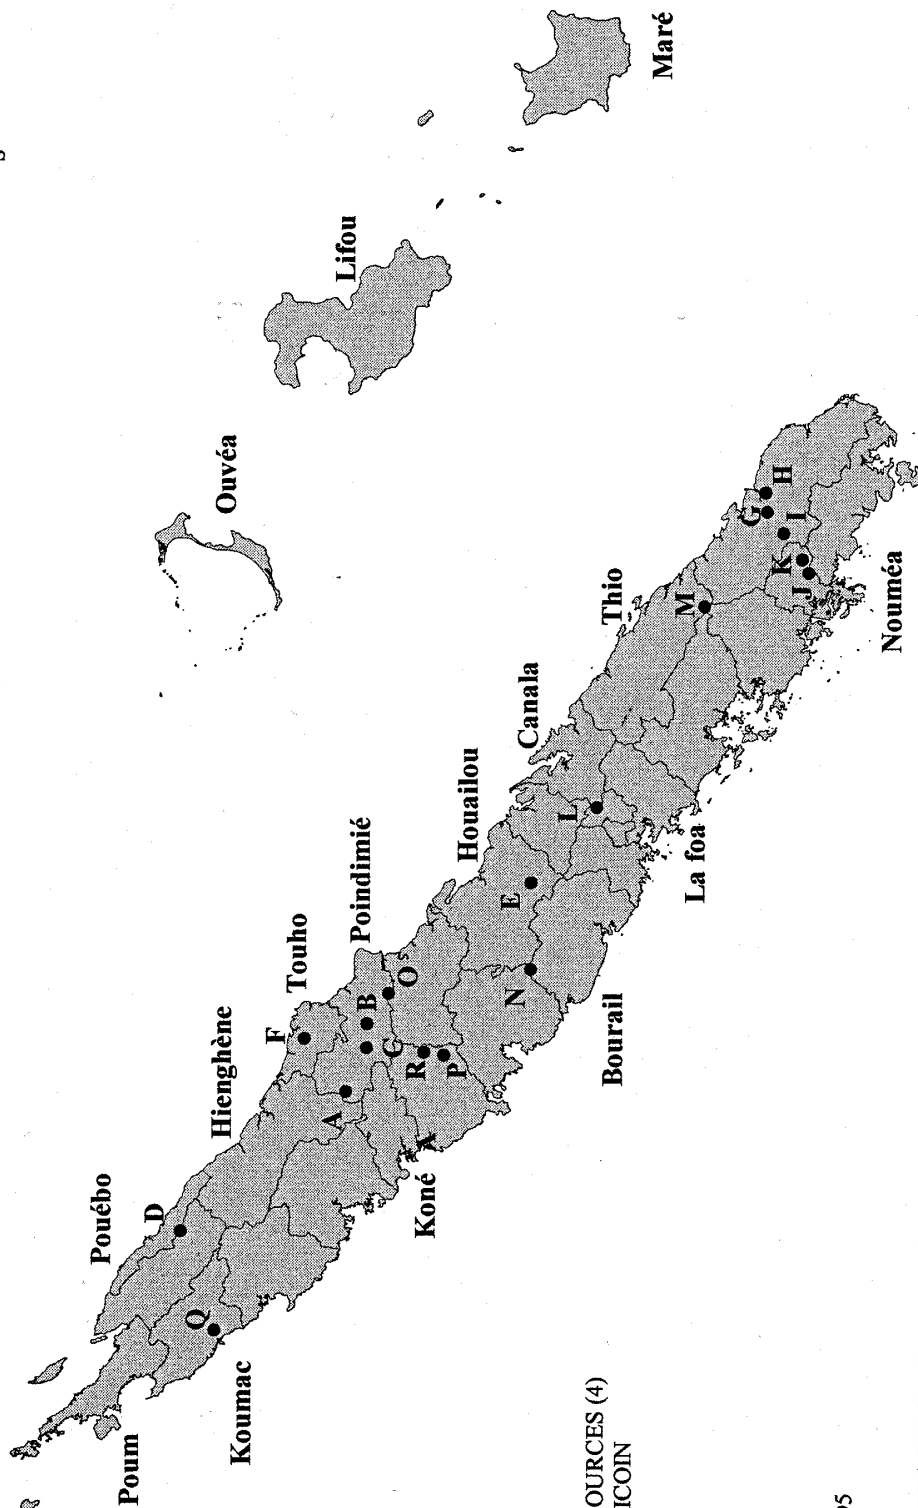 g
Maré
Lifou
Ouvéa
Poum
Pouébo
D
Q
Koumac
Hienghène
F
Touho
Poindimié
A
B
C
O
s
R
P
Koné
Houailou
Canala
E
N
L
Bourail
La foa
Thio
M
G
H
I
K
J
Nouméa
OURCES (4)
ICOIN
05